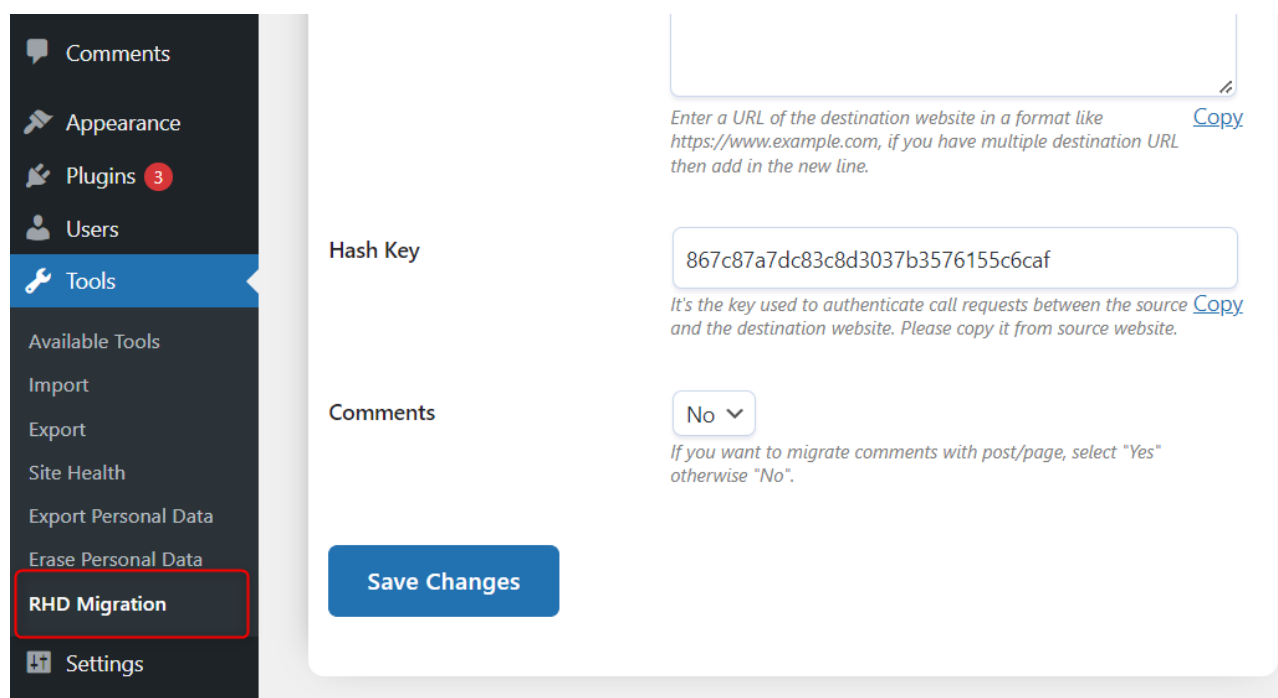 Comments
Appearance
Plugins 3
Users
Tools
Available Tools
Import
Export
Site Health
Export Personal Data
Erase Personal Data
RHD Migration
Settings
Enter a URL of the destination website in a format like
https://www.example.com, if you have multiple destination URL
then add in the new line.
Copy
Hash Key
867c87a7dc83c8d3037b3576155c6caf
It's the key used to authenticate call requests between the source
and the destination website. Please copy it from source website.
Copy
Comments
No
If you want to migrate comments with post/page, select "Yes"
otherwise "No".
Save Changes